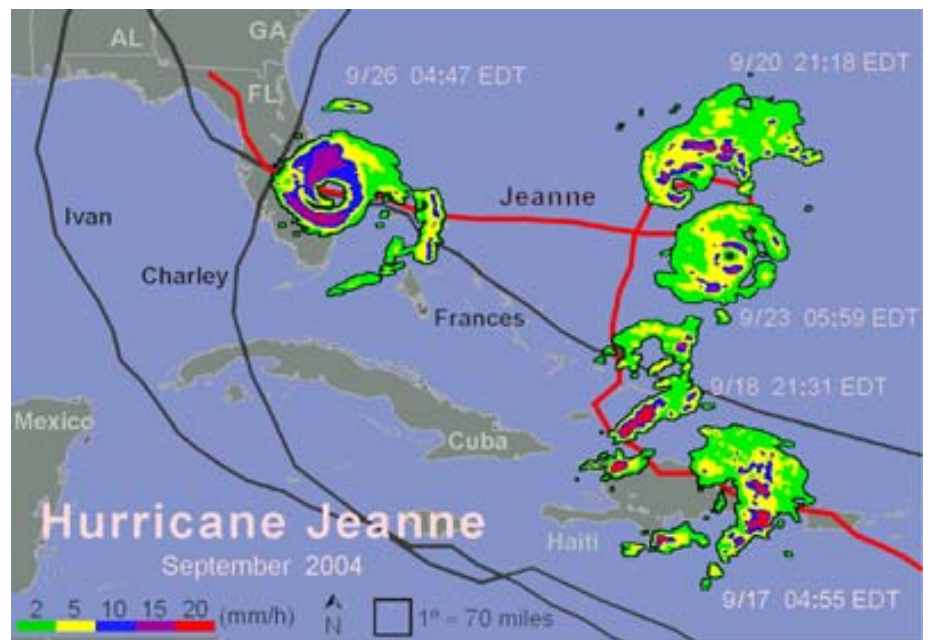 AL
GA
FL
9/26 04:47 EDT
9/20 21:18 EDT
Jeanne
Ivan
Charley
Frances
9/23 05:59 EDT
9/18 21:31 EDT
Mexico
Cuba
Hurricane Jeanne
September 2004
Haiti
9/17 04:55 EDT
2 5 10 15 20 (mm/h)
N
1º = 70 miles